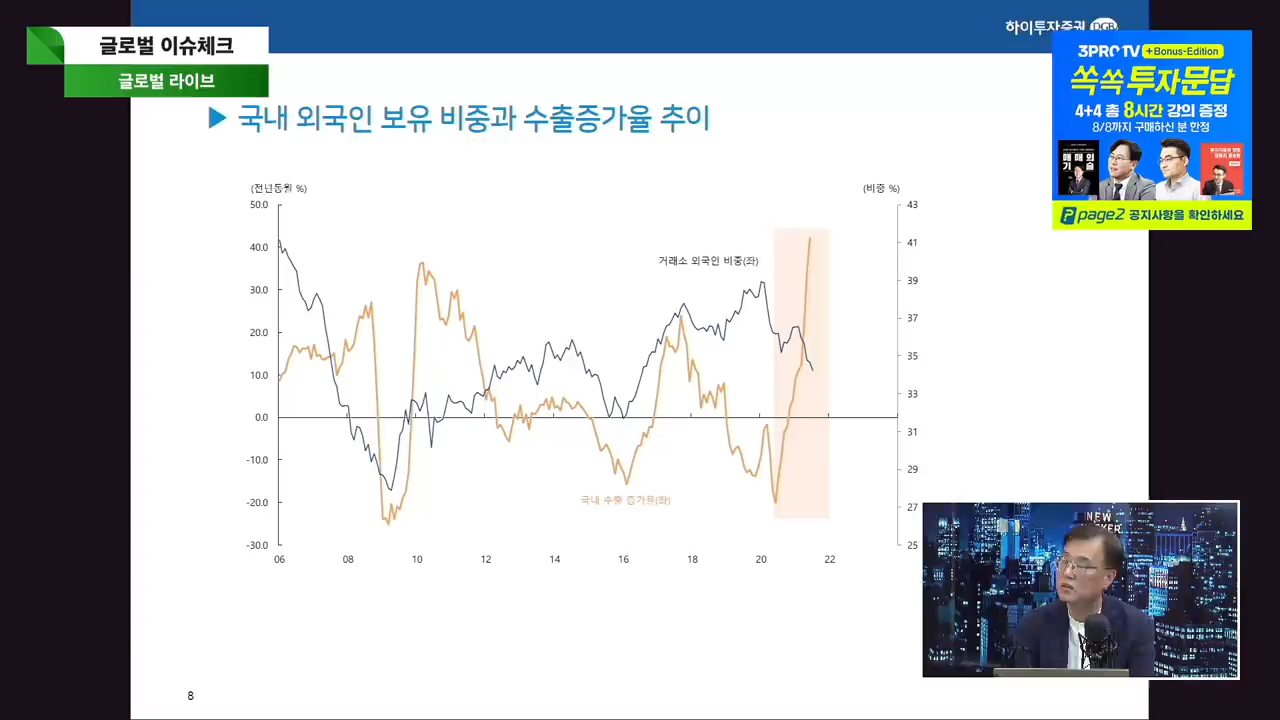 글로벌 이슈체크
글로벌 라이브
하이투자증권 DGB
▶ 국내 외국인 보유 비중과 수출증가율 추이
3PRO TV +Bonus-Edition
쏙쏙 투자문답
4+4 총 8시간 강의 증정
8/8까지 구매하신 분 한정
매매의
기술
page2 공지사항을 확인하세요
(전년동월 %)
(비중 %)
50.0
40.0
30.0
20.0
10.0
0.0
-10.0
-20.0
-30.0
거래소 외국인 비중(좌)
국내 수출 증가율(좌)
43
41
39
37
35
33
31
29
27
25
06 08 10 12 14 16 18 20 22
NEW
8